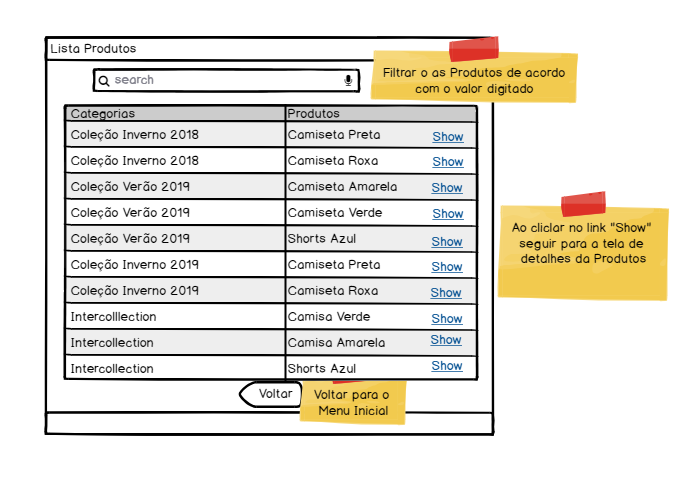 Lista Produtos
search
Filtrar o as Produtos de acordo
com o valor digitado
Categorias Produtos
Coleção Inverno 2018 Camiseta Preta Show
Coleção Inverno 2018 Camiseta Roxa Show
Coleção Verão 2019 Camiseta Amarela Show
Coleção Verão 2019 Camiseta Verde Show
Coleção Verão 2019 Shorts Azul Show
Coleção Inverno 2019 Camiseta Preta Show
Coleção Inverno 2019 Camiseta Roxa Show
Intercolllection Camisa Verde Show
Intercollection Camisa Amarela Show
Intercollection Shorts Azul Show
Ao cliclar no link "Show"
seguir para a tela de
detalhes da Produtos
Voltar
Voltar para o
Menu Inicial